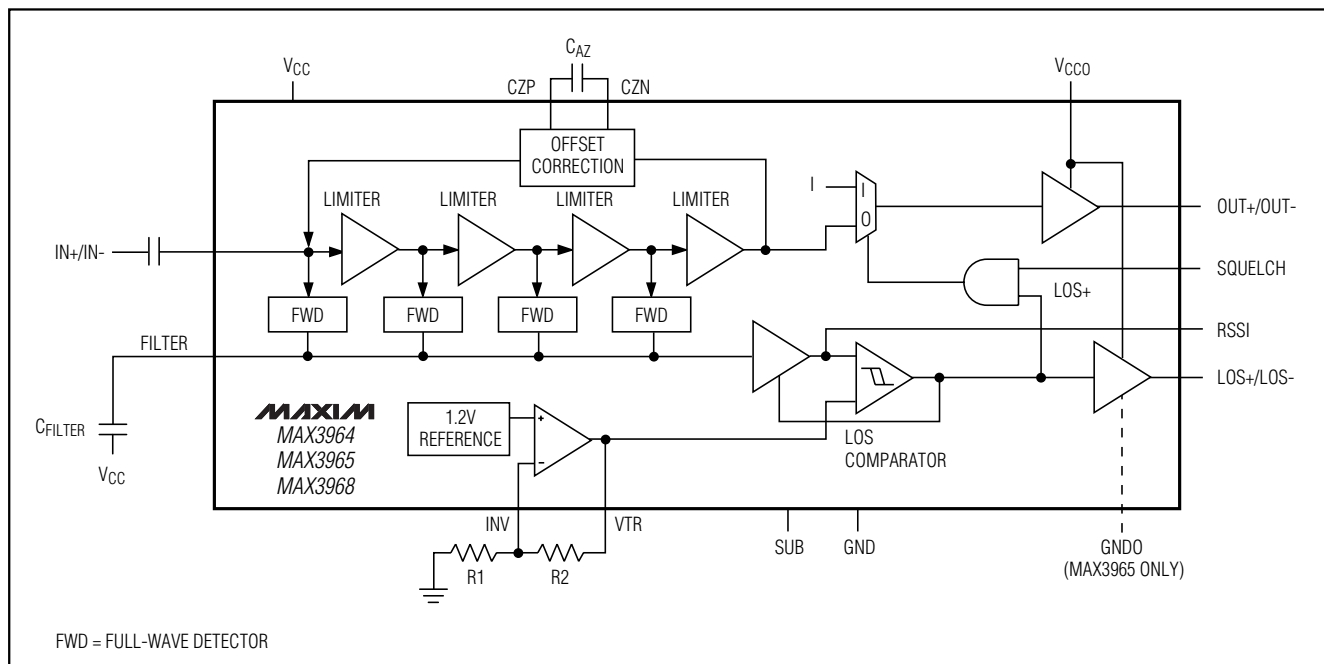 C_AZ
V_CC
CZP
CZN
V_CCO
OFFSET
CORRECTION
LIMITER
LIMITER
LIMITER
LIMITER
I
I
0
OUT+/OUT-
IN+/IN-
SQUELCH
LOS+
FWD
FWD
FWD
FWD
RSSI
FILTER
LOS+/LOS-
C_FILTER
V_CC
MAXIM
MAX3964
MAX3965
MAX3968
1.2V
REFERENCE
+
−
LOS
COMPARATOR
INV
VTR
SUB
GND
GNDO
(MAX3965 ONLY)
R1
R2
FWD = FULL-WAVE DETECTOR